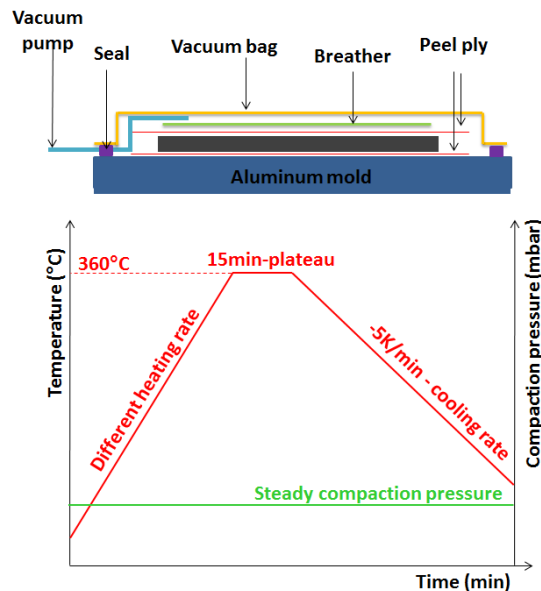 Vacuum
pump
Seal
Vacuum bag
Breather
Peel ply
Aluminum mold
Temperature (°C)
360°C
15min-plateau
Different heating rate
-5K/min - cooling rate
Steady compaction pressure
Compaction pressure (mbar)
Time (min)